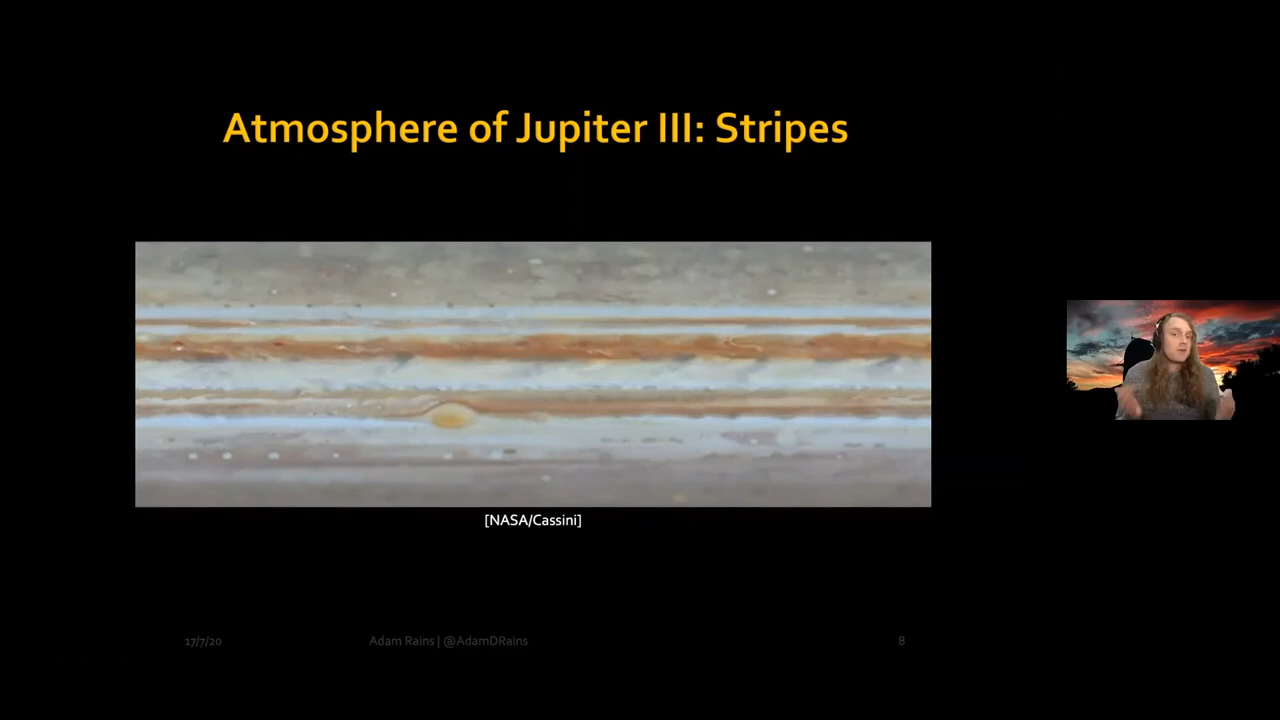 Atmosphere of Jupiter III: Stripes
[NASA/Cassini]
17/7/20
Adam Rains | @AdamDRains
8